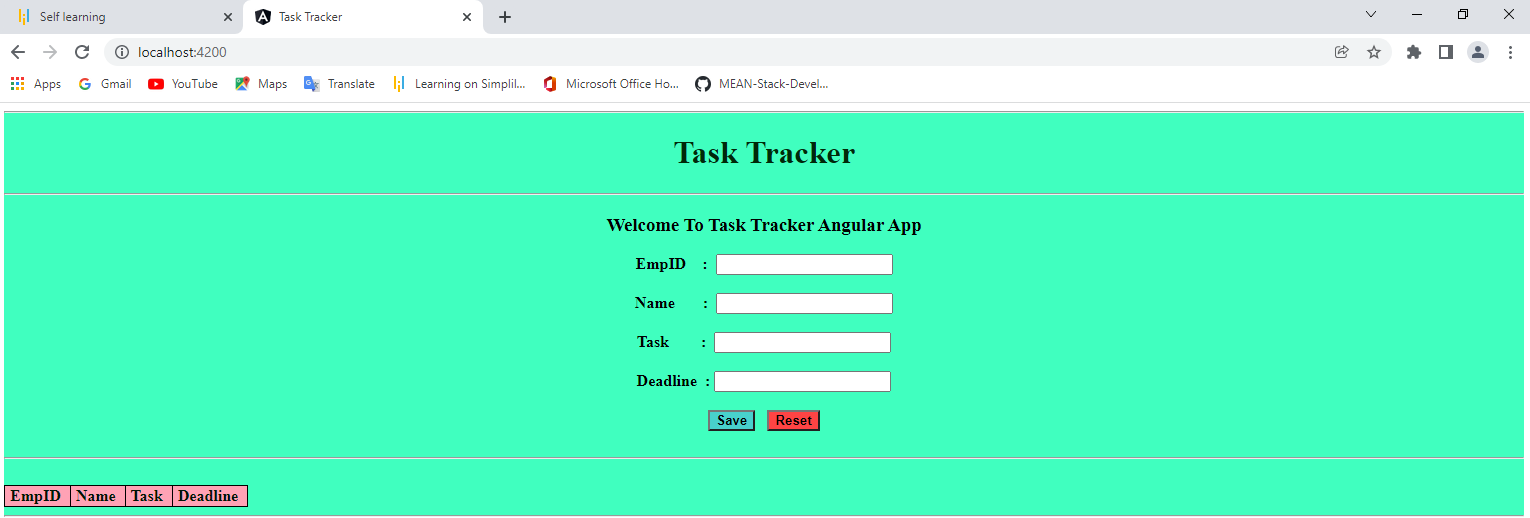 Self learning Task Tracker
localhost:4200
Apps Gmail YouTube Maps Translate Learning on Simplil... Microsoft Office Ho... MEAN-Stack-Devel...
Task Tracker
Welcome To Task Tracker Angular App
EmpID :
Name :
Task :
Deadline :
Save Reset
EmpID Name Task Deadline